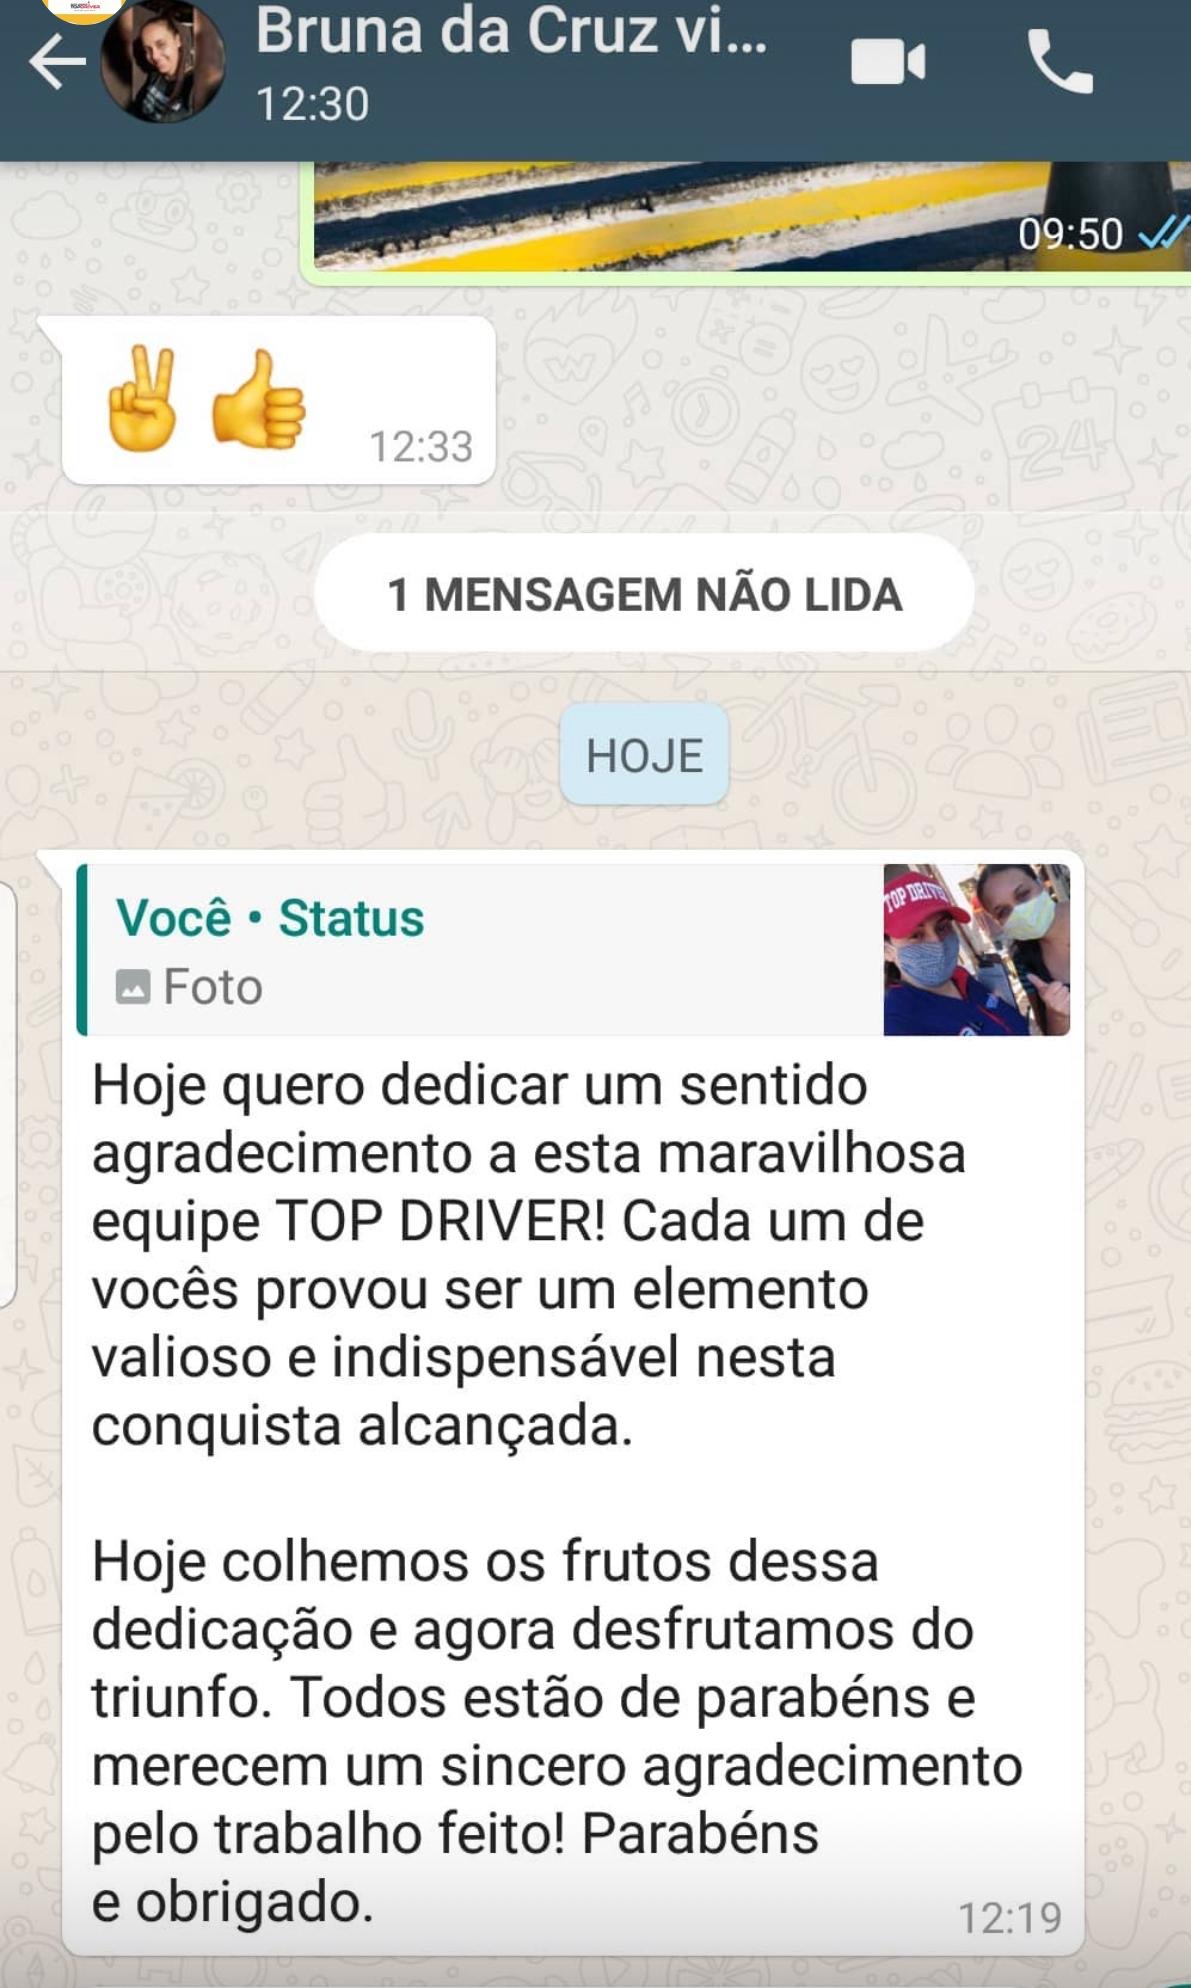 Bruna da Cruz vi...
12:30
09:50
12:33
1 MENSAGEM NÃO LIDA
HOJE
Você • Status
Foto
TOP DRIVER
Hoje quero dedicar um sentido
agradecimento a esta maravilhosa
equipe TOP DRIVER! Cada um de
vocês provou ser um elemento
valioso e indispensável nesta
conquista alcançada.
Hoje colhemos os frutos dessa
dedicação e agora desfrutamos do
triunfo. Todos estão de parabéns e
merecem um sincero agradecimento
pelo trabalho feito! Parabéns
e obrigado.
12:19